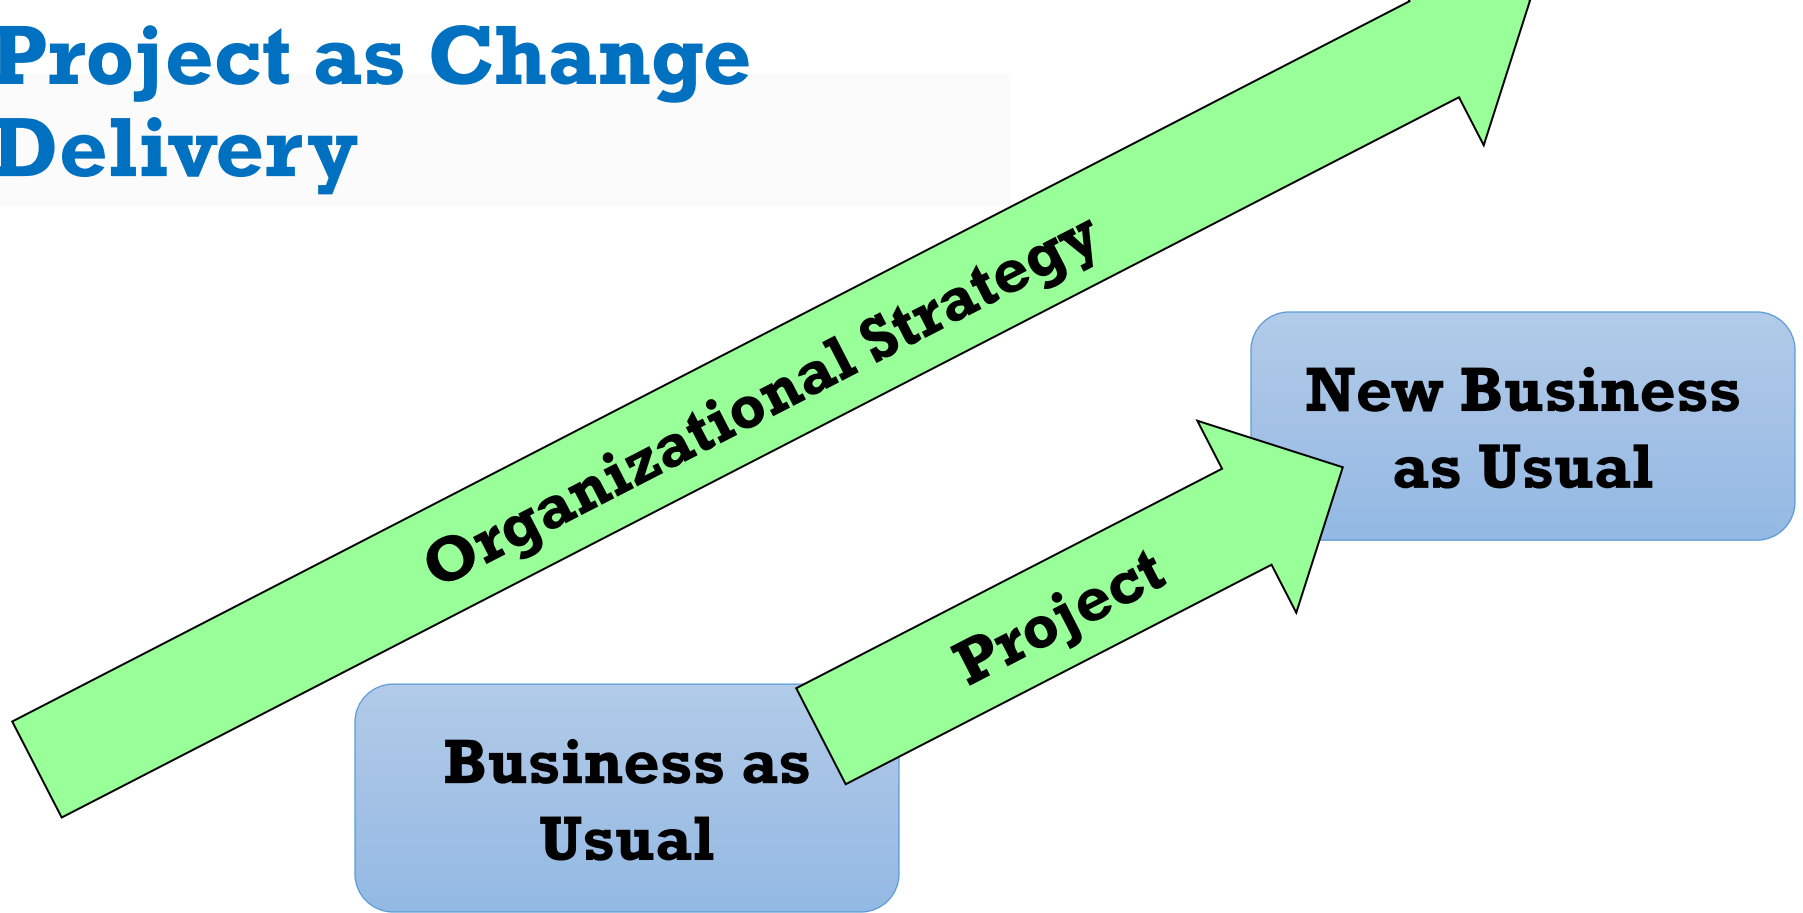 Project as Change
Delivery
Organizational Strategy
New Business
as Usual
Project
Business as
Usual